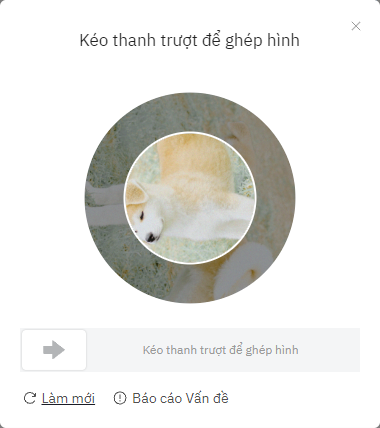 Kéo thanh trượt để ghép hình
Kéo thanh trượt để ghép hình
Làm mới
Báo cáo Vấn đề